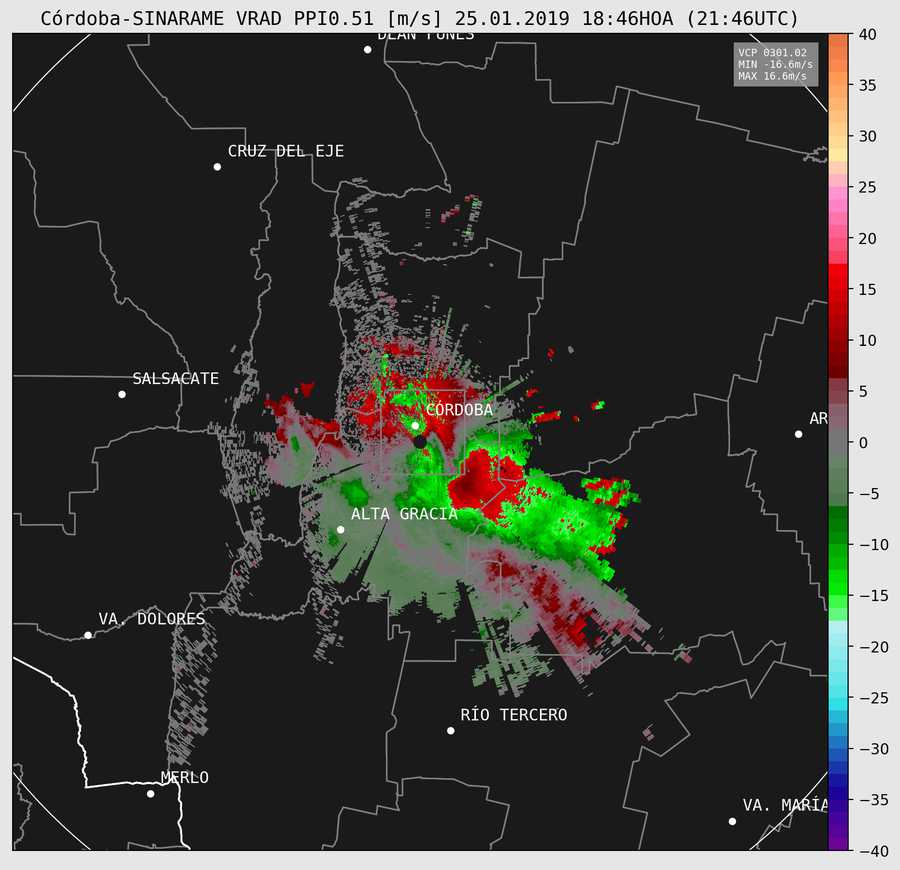 Córdoba-SINARAME VRAD PPI0.51 [m/s] 25.01.2019 18:46HOA (21:46UTC)
DEAN FUNES
VCP 0301.02
MIN -16.6m/s
MAX 16.6m/s
CRUZ DEL EJE
SALSACATE
CÓRDOBA
AR
ALTA GRACIA
VA. DOLORES
RÍO TERCERO
MERLO
VA. MARÍA
40
35
30
25
20
15
10
5
0
−5
−10
−15
−20
−25
−30
−35
−40